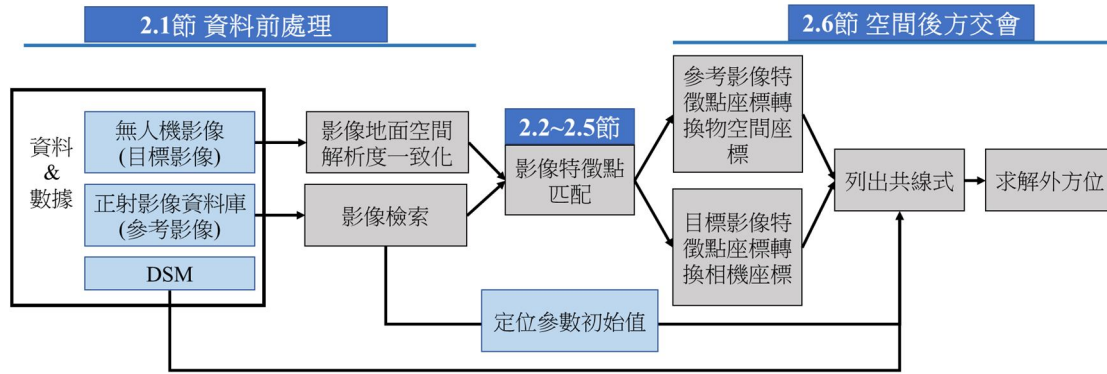 2.1節 資料前處理
2.6節 空間後方交會
資料
&
數據
無人機影像
(目標影像)
正射影像資料庫
(參考影像)
DSM
影像地面空間
解析度一致化
影像檢索
2.2~2.5節
影像特徵點
匹配
參考影像特
徵點座標轉
換物空間座
標
目標影像特
徵點座標轉
換相機座標
列出共線式
求解外方位
定位參數初始值